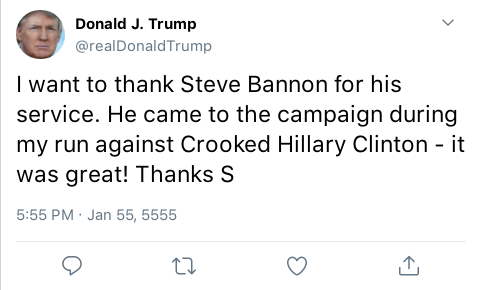 Donald J. Trump
@realDonaldTrump
I want to thank Steve Bannon for his
service. He came to the campaign during
my run against Crooked Hillary Clinton - it
was great! Thanks S
5:55 PM · Jan 55, 5555